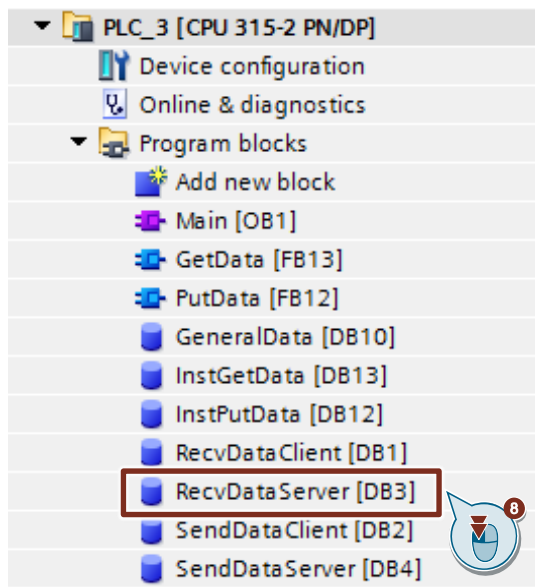 PLC_3 [CPU 315-2 PN/DP]
Device configuration
Online & diagnostics
Program blocks
Add new block
Main [OB1]
GetData [FB13]
PutData [FB12]
GeneralData [DB10]
InstGetData [DB13]
InstPutData [DB12]
RecvDataClient [DB1]
RecvDataServer [DB3]
8
SendDataClient [DB2]
SendDataServer [DB4]